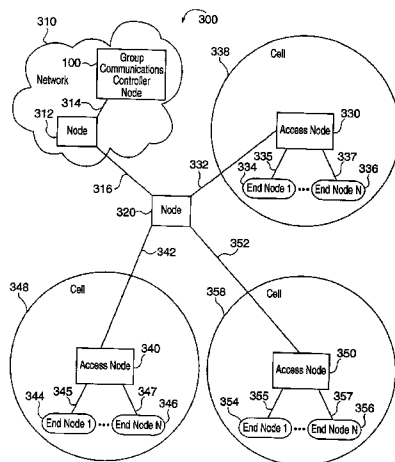 300
310
338
Network
100
Group
Communications
Controller
Node
314
312
Node
Cell
Access Node
330
332
335
337
334
End Node 1
•••
End Node N
336
316
320
Node
342
352
348
Cell
358
Cell
Access Node
340
Access Node
350
344
345
347
346
End Node 1
•••
End Node N
354
355
357
356
End Node 1
•••
End Node N